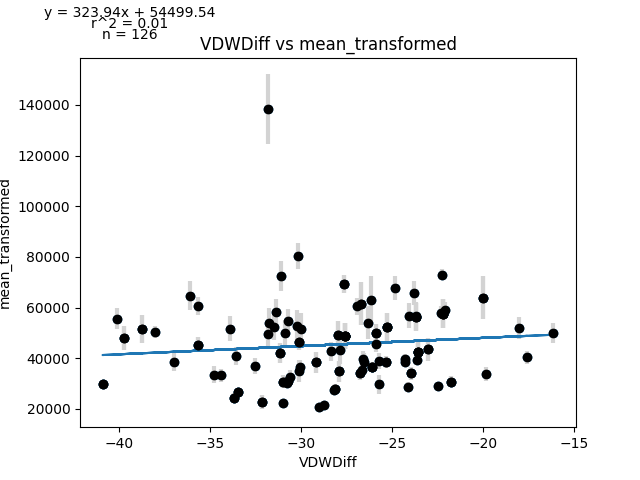 y = 323.94x + 54499.54
r^2 = 0.01
n = 126
VDWDiff vs mean_transformed
140000
120000
100000
80000
60000
40000
20000
mean_transformed
−40
−35
−30
−25
−20
−15
VDWDiff